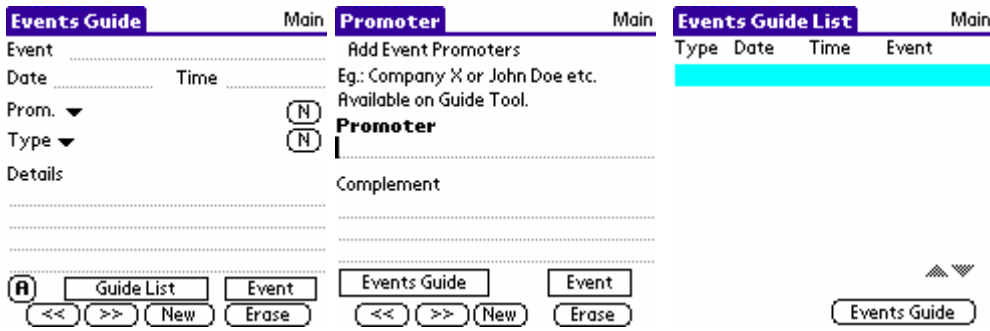 Events Guide Main
Event
Date Time
Prom. N
Type N
Details
A Guide List Event
<< >> New Erase
Promoter Main
Add Event Promoters
Eg.: Company X or John Doe etc.
Available on Guide Tool.
Promoter
Complement
Events Guide Event
<< >> New Erase
Events Guide List Main
Type Date Time Event
Events Guide